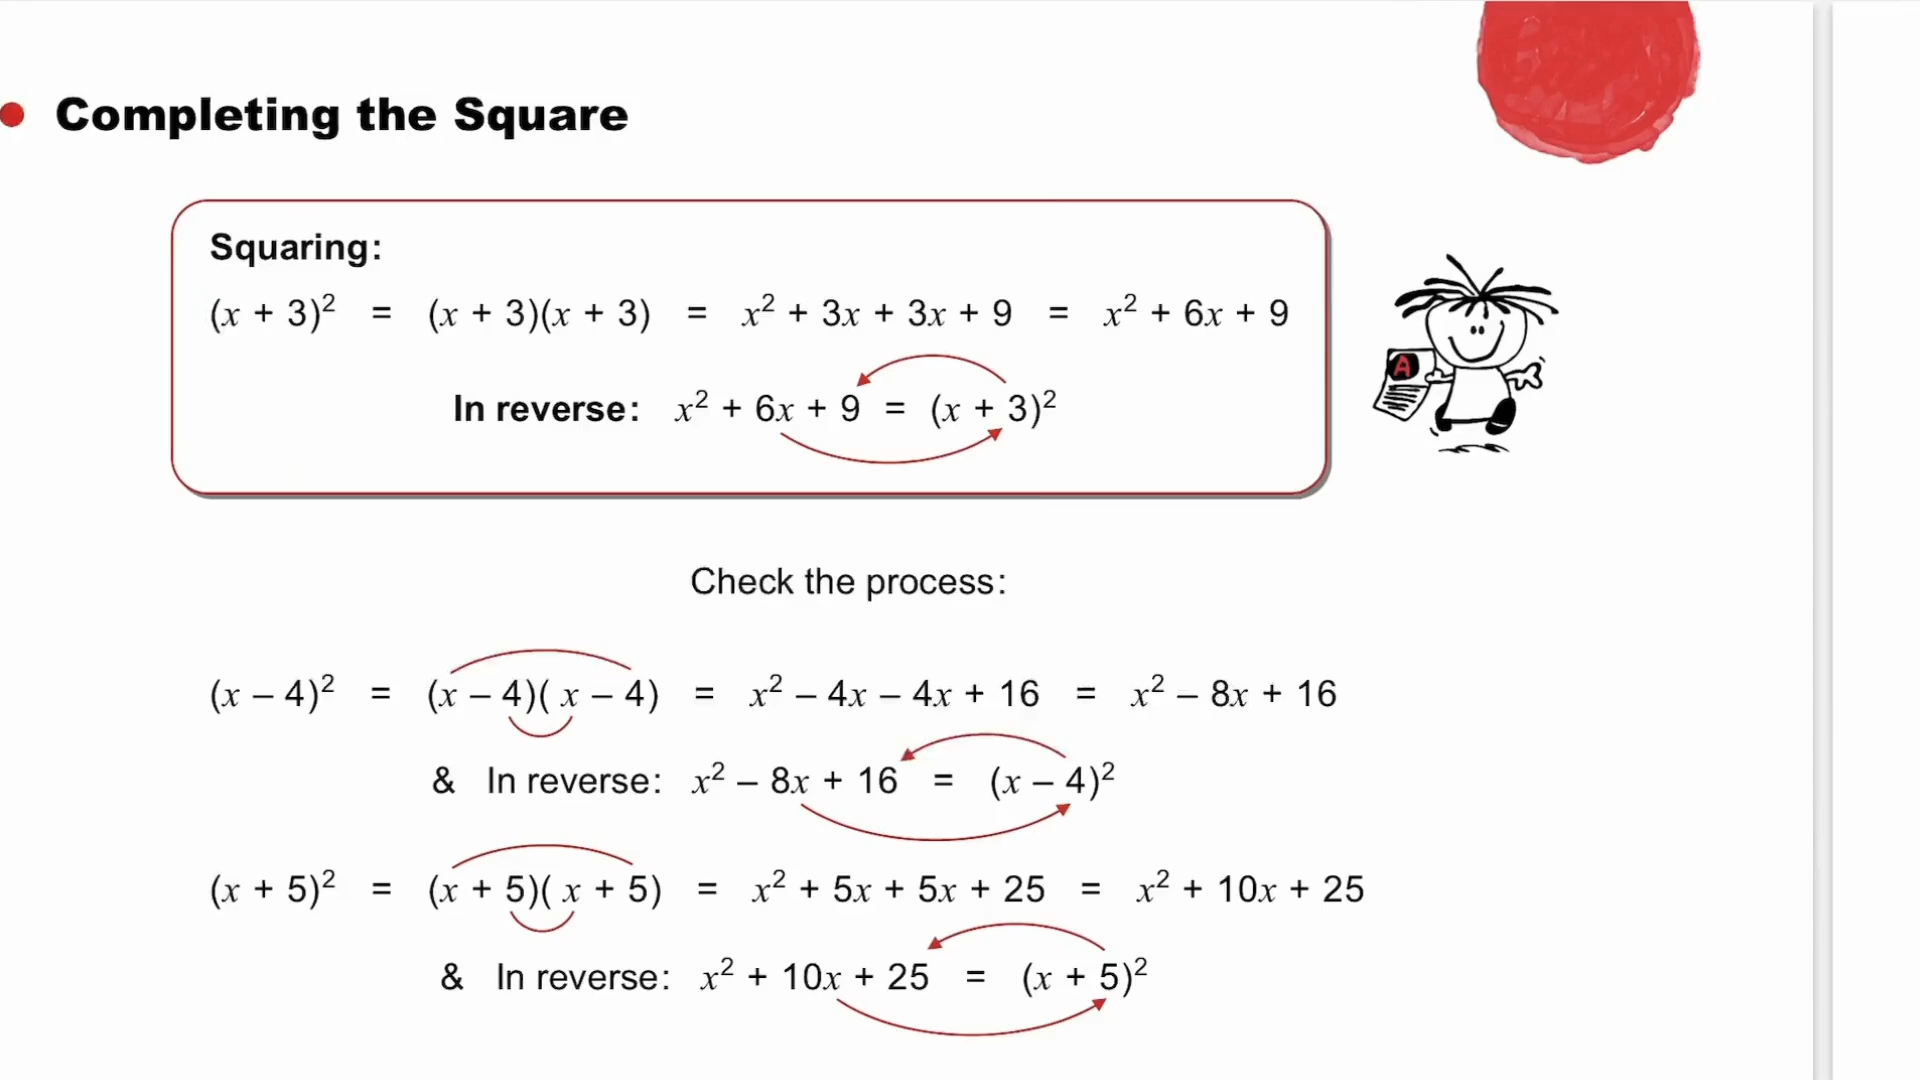 Completing the Square
Squaring:
(x + 3)² = (x + 3)(x + 3) = x² + 3x + 3x + 9 = x² + 6x + 9
A
In reverse: x² + 6x + 9 = (x + 3)²
Check the process:
(x – 4)² = (x – 4)( x – 4) = x² – 4x – 4x + 16 = x² – 8x + 16
& In reverse: x² – 8x + 16 = (x – 4)²
(x + 5)² = (x + 5)( x + 5) = x² + 5x + 5x + 25 = x² + 10x + 25
& In reverse: x² + 10x + 25 = (x + 5)²